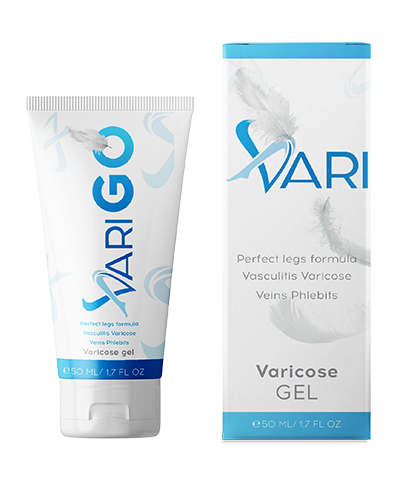 VARIGO
Perfect legs formula
Vasculitis Varicose
Veins Phlebits
Varicose gel
℮50 ML/ 1.7 FL OZ
VARI
Perfect legs formula
Vasculitis Varicose
Veins Phlebits
Varicose
GEL
℮50 ML/ 1.7 FL OZ